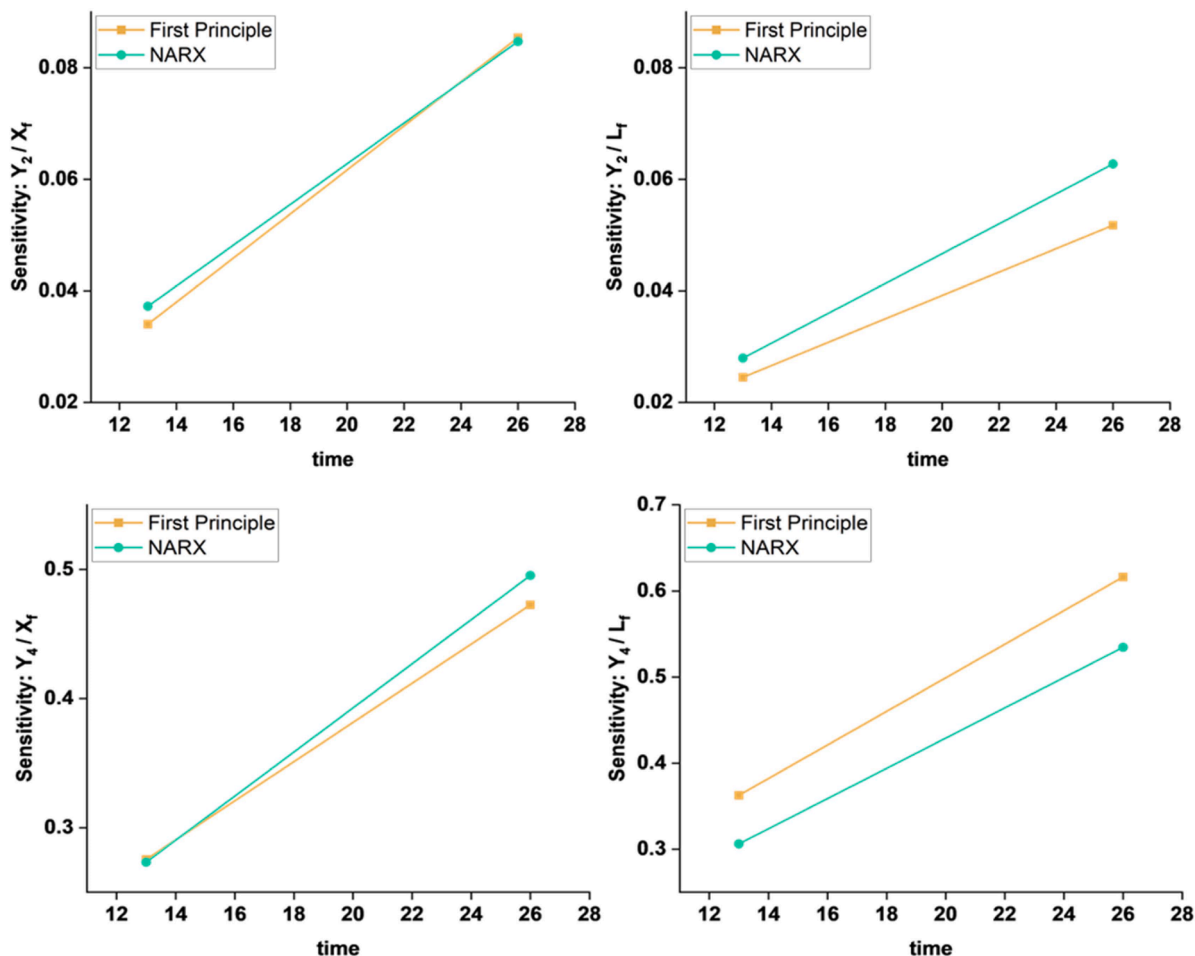 First Principle
NARX
0.08
0.06
0.04
0.02
Sensitivity: Y₂ / X_f
12 14 16 18 20 22 24 26 28
time
First Principle
NARX
0.08
0.06
0.04
0.02
Sensitivity: Y₂ / L_f
12 14 16 18 20 22 24 26 28
time
First Principle
NARX
0.5
0.4
0.3
Sensitivity: Y₄ / X_f
12 14 16 18 20 22 24 26 28
time
0.7
First Principle
NARX
0.6
0.5
0.4
0.3
Sensitivity: Y₄ / L_f
12 14 16 18 20 22 24 26 28
time